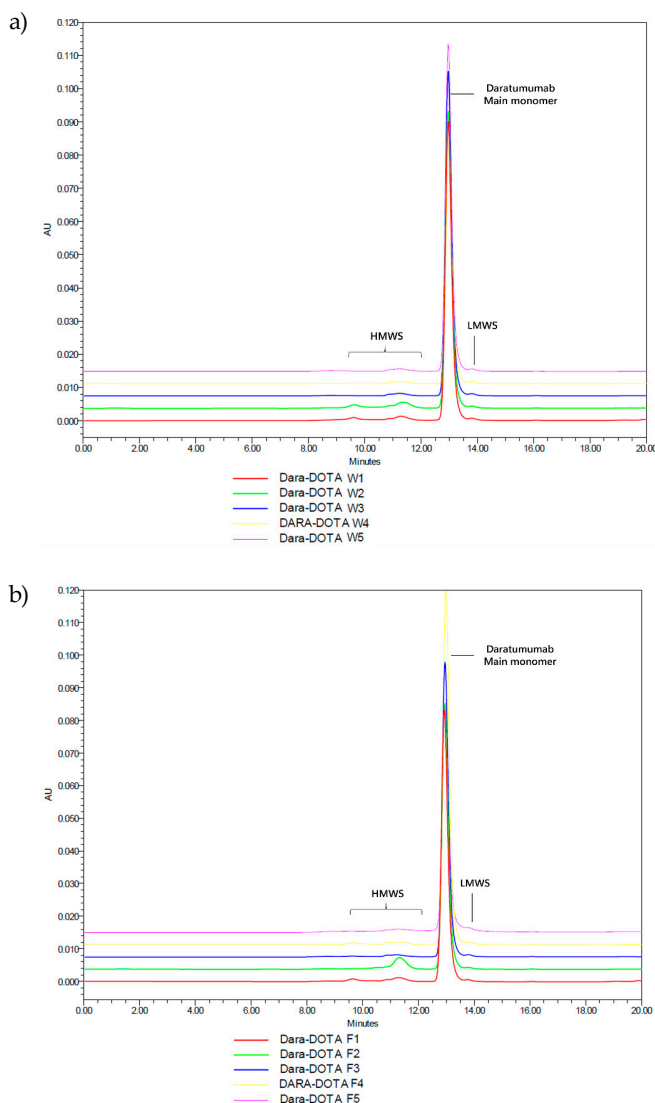 a)
0.120
0.110
0.100
0.090
0.080
0.070
0.060
0.050
0.040
0.030
0.020
0.010
0.000
AU
Daratumumab
Main monomer
HMWS
LMWS
0.00 2.00 4.00 6.00 8.00 10.00 12.00 14.00 16.00 18.00 20.00
Minutes
Dara-DOTA W1
Dara-DOTA W2
Dara-DOTA W3
DARA-DOTA W4
Dara-DOTA W5
b)
0.120
0.110
0.100
0.090
0.080
0.070
0.060
0.050
0.040
0.030
0.020
0.010
0.000
AU
Daratumumab
Main monomer
HMWS
LMWS
0.00 2.00 4.00 6.00 8.00 10.00 12.00 14.00 16.00 18.00 20.00
Minutes
Dara-DOTA F1
Dara-DOTA F2
Dara-DOTA F3
DARA-DOTA F4
Dara-DOTA F5